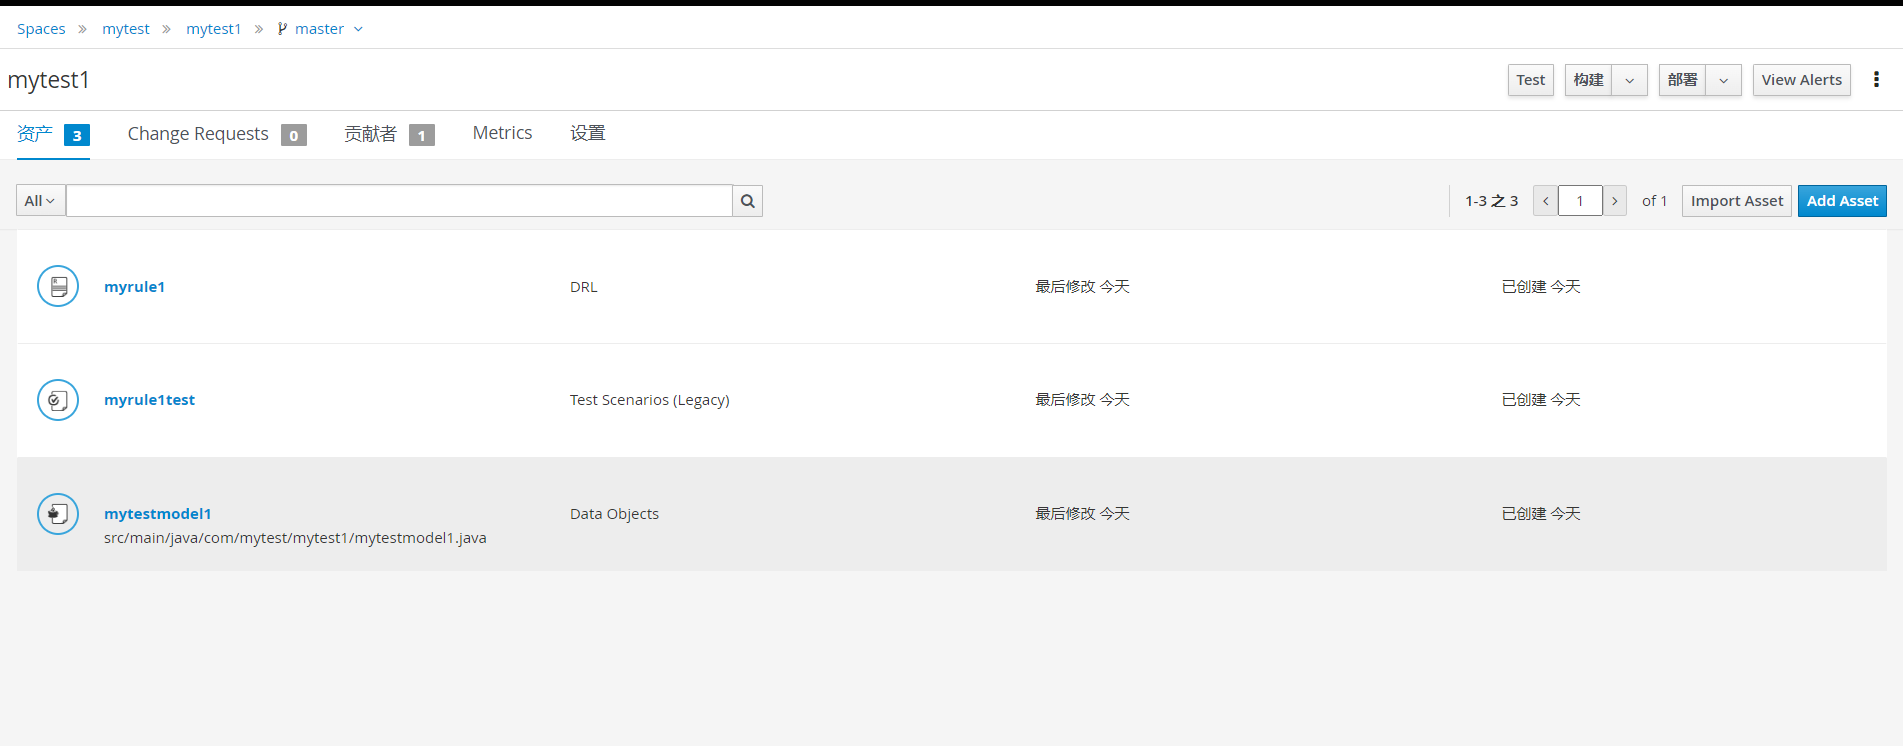 Spaces » mytest » mytest1 » master
mytest1
Test 构建 部署 View Alerts
资产 3 Change Requests 0 贡献者 1 Metrics 设置
All 1-3 之 3 1 of 1 Import Asset Add Asset
myrule1 DRL 最后修改 今天 已创建 今天
myrule1test Test Scenarios (Legacy) 最后修改 今天 已创建 今天
mytestmodel1 Data Objects 最后修改 今天 已创建 今天
src/main/java/com/mytest/mytest1/mytestmodel1.java